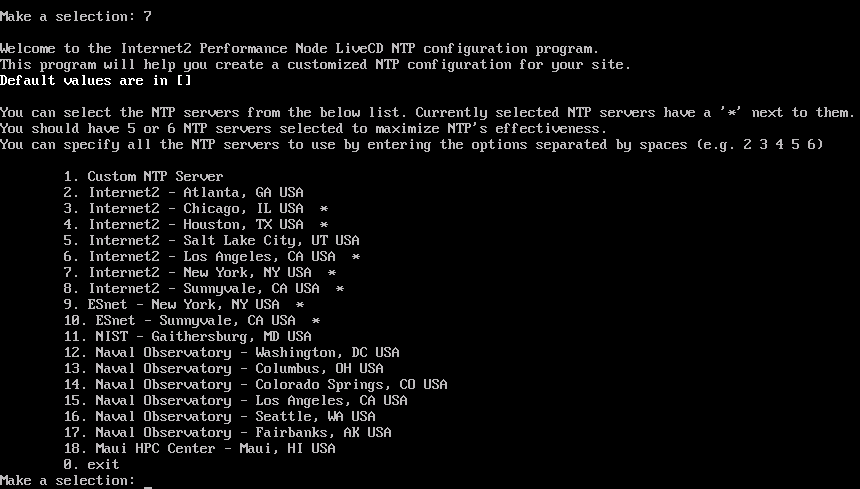 Make a selection: 7
Welcome to the Internet2 Performance Node LiveCD NTP configuration program.
This program will help you create a customized NTP configuration for your site.
Default values are in []
You can select the NTP servers from the below list. Currently selected NTP servers have a '*' next to them.
You should have 5 or 6 NTP servers selected to maximize NTP's effectiveness.
You can specify all the NTP servers to use by entering the options separated by spaces (e.g. 2 3 4 5 6)
1. Custom NTP Server
2. Internet2 - Atlanta, GA USA
3. Internet2 - Chicago, IL USA  *
4. Internet2 - Houston, TX USA  *
5. Internet2 - Salt Lake City, UT USA
6. Internet2 - Los Angeles, CA USA  *
7. Internet2 - New York, NY USA  *
8. Internet2 - Sunnyvale, CA USA  *
9. ESnet - New York, NY USA  *
10. ESnet - Sunnyvale, CA USA  *
11. NIST - Gaithersburg, MD USA
12. Naval Observatory - Washington, DC USA
13. Naval Observatory - Columbus, OH USA
14. Naval Observatory - Colorado Springs, CO USA
15. Naval Observatory - Los Angeles, CA USA
16. Naval Observatory - Seattle, WA USA
17. Naval Observatory - Fairbanks, AK USA
18. Maui HPC Center - Maui, HI USA
0. exit
Make a selection: _